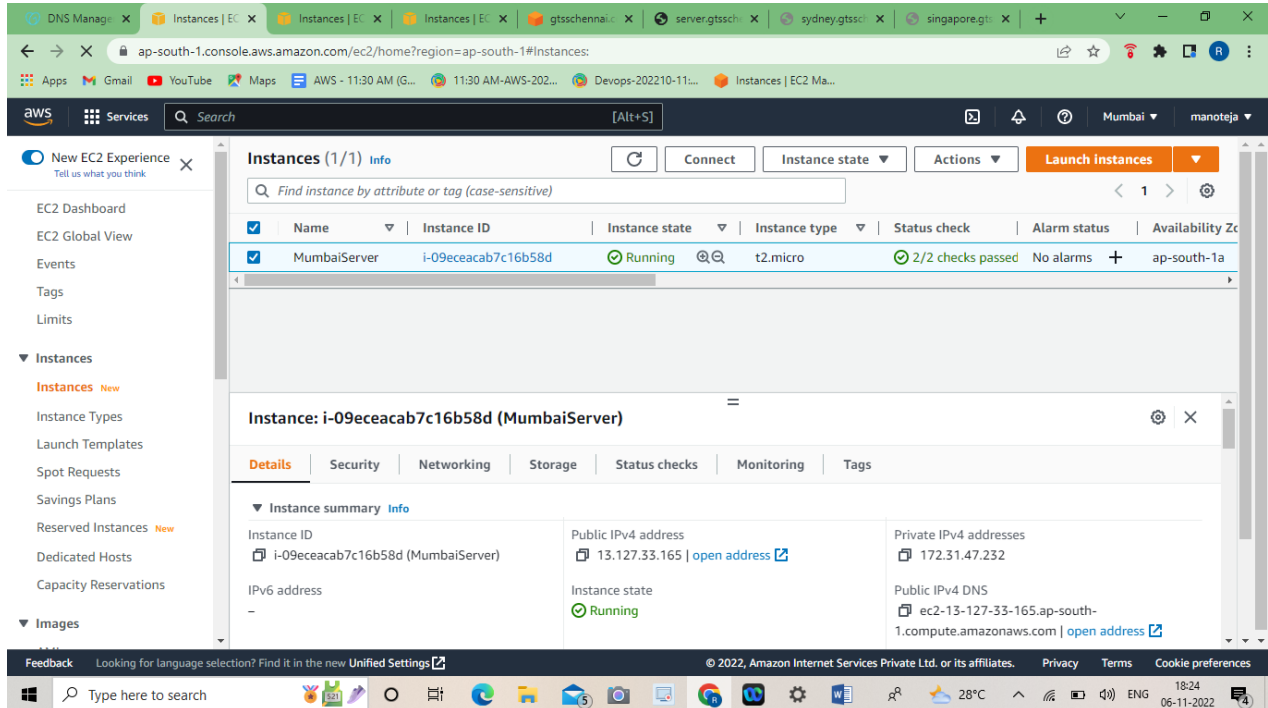 DNS Manage
Instances | EC
Instances | EC
Instances | EC
gtsschennai.c
server.gtssch
sydney.gtssc
singapore.gt
ap-south-1.console.aws.amazon.com/ec2/home?region=ap-south-1#Instances:
R
Apps Gmail YouTube Maps AWS - 11:30 AM (G... 11:30 AM-AWS-202... Devops-202210-11:... Instances | EC2 Ma...
aws Services Search [Alt+S] Mumbai manoteja
New EC2 Experience
Tell us what you think
EC2 Dashboard
EC2 Global View
Events
Tags
Limits
Instances
Instances New
Instance Types
Launch Templates
Spot Requests
Savings Plans
Reserved Instances New
Dedicated Hosts
Capacity Reservations
Images
Instances (1/1) Info
Connect Instance state Actions Launch instances
Find instance by attribute or tag (case-sensitive)
1
Name Instance ID Instance state Instance type Status check Alarm status Availability Zo
MumbaiServer i-09eceacab7c16b58d Running t2.micro 2/2 checks passed No alarms ap-south-1a
Instance: i-09eceacab7c16b58d (MumbaiServer)
Details Security Networking Storage Status checks Monitoring Tags
Instance summary Info
Instance ID
i-09eceacab7c16b58d (MumbaiServer)
Public IPv4 address
13.127.33.165 | open address
Private IPv4 addresses
172.31.47.232
IPv6 address
–
Instance state
Running
Public IPv4 DNS
ec2-13-127-33-165.ap-south-
1.compute.amazonaws.com | open address
Feedback Looking for language selection? Find it in the new Unified Settings © 2022, Amazon Internet Services Private Ltd. or its affiliates. Privacy Terms Cookie preferences
Type here to search
28°C ENG
18:24
06-11-2022